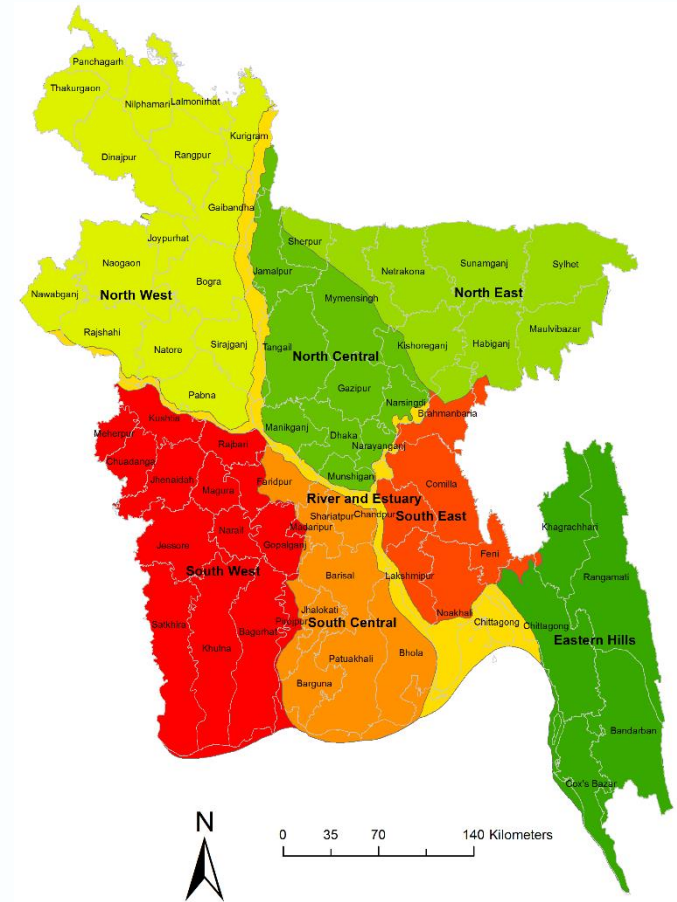 Panchagarh
Thakurgaon
Nilphamari
Lalmonirhat
Kurigram
Dinajpur
Rangpur
Gaibandha
Joypurhat
Naogaon
Bogra
Nawabganj
North West
Rajshahi
Natore
Sirajganj
Pabna
Sherpur
Jamalpur
Mymensingh
Netrakona
Sunamganj
Sylhet
North East
Maulvibazar
Habiganj
Kishoreganj
Tangail
North Central
Gazipur
Narsingdi
Brahmanbaria
Manikganj
Dhaka
Narayanganj
Munshiganj
Kushtia
Meherpur
Chuadanga
Rajbari
Jhenaidah
Magura
Faridpur
River and Estuary
Shariatpur
Chandpur
Madaripur
Comilla
South East
Narail
Gopalganj
Jessore
South West
Feni
Khagrachhari
Rangamati
Barisal
Lakshmipur
Noakhali
Jhalokati
Pirojpur
South Central
Satkhira
Khulna
Bagerhat
Patuakhali
Bhola
Barguna
Chittagong
Chittagong
Eastern Hills
Bandarban
Cox's Bazar
N
0 35 70 140 Kilometers